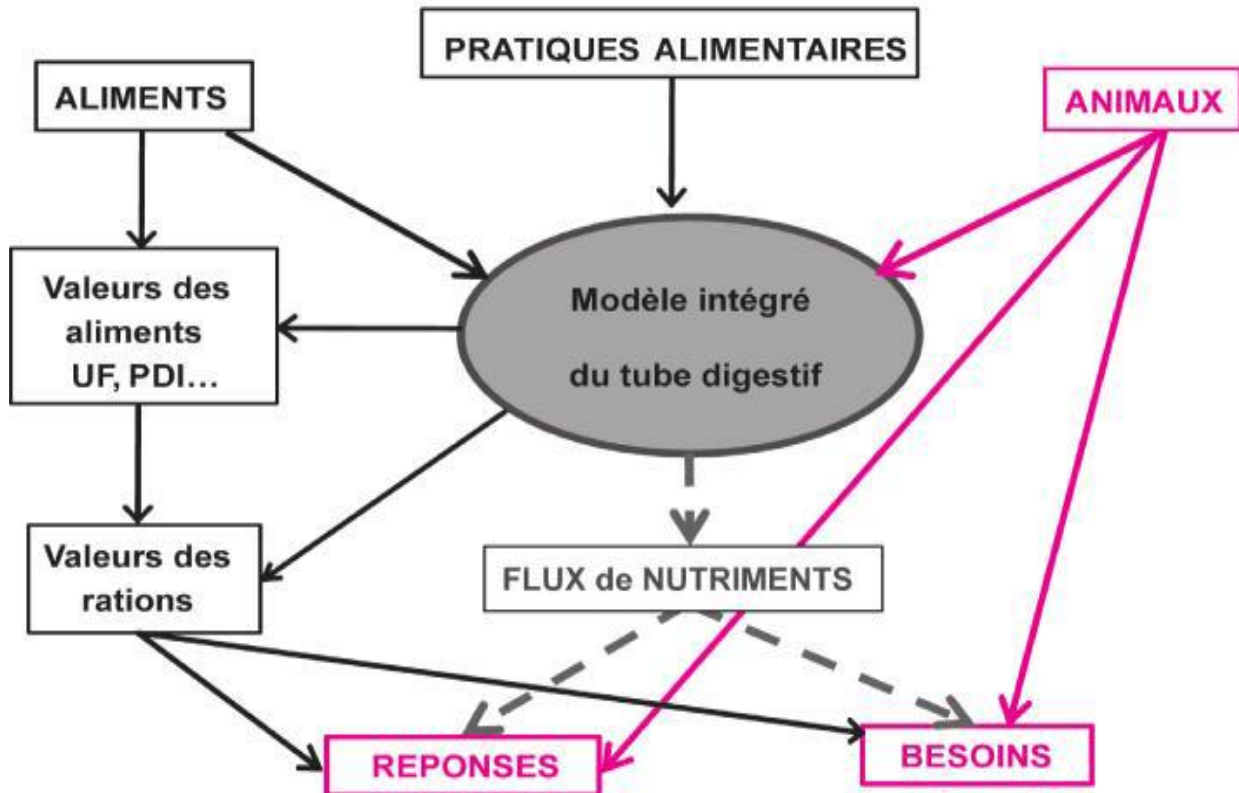 PRATIQUES ALIMENTAIRES
ALIMENTS
ANIMAUX
Valeurs des
aliments
UF, PDI...
Modèle intégré
du tube digestif
Valeurs des
rations
FLUX de NUTRIMENTS
REPONSES
BESOINS